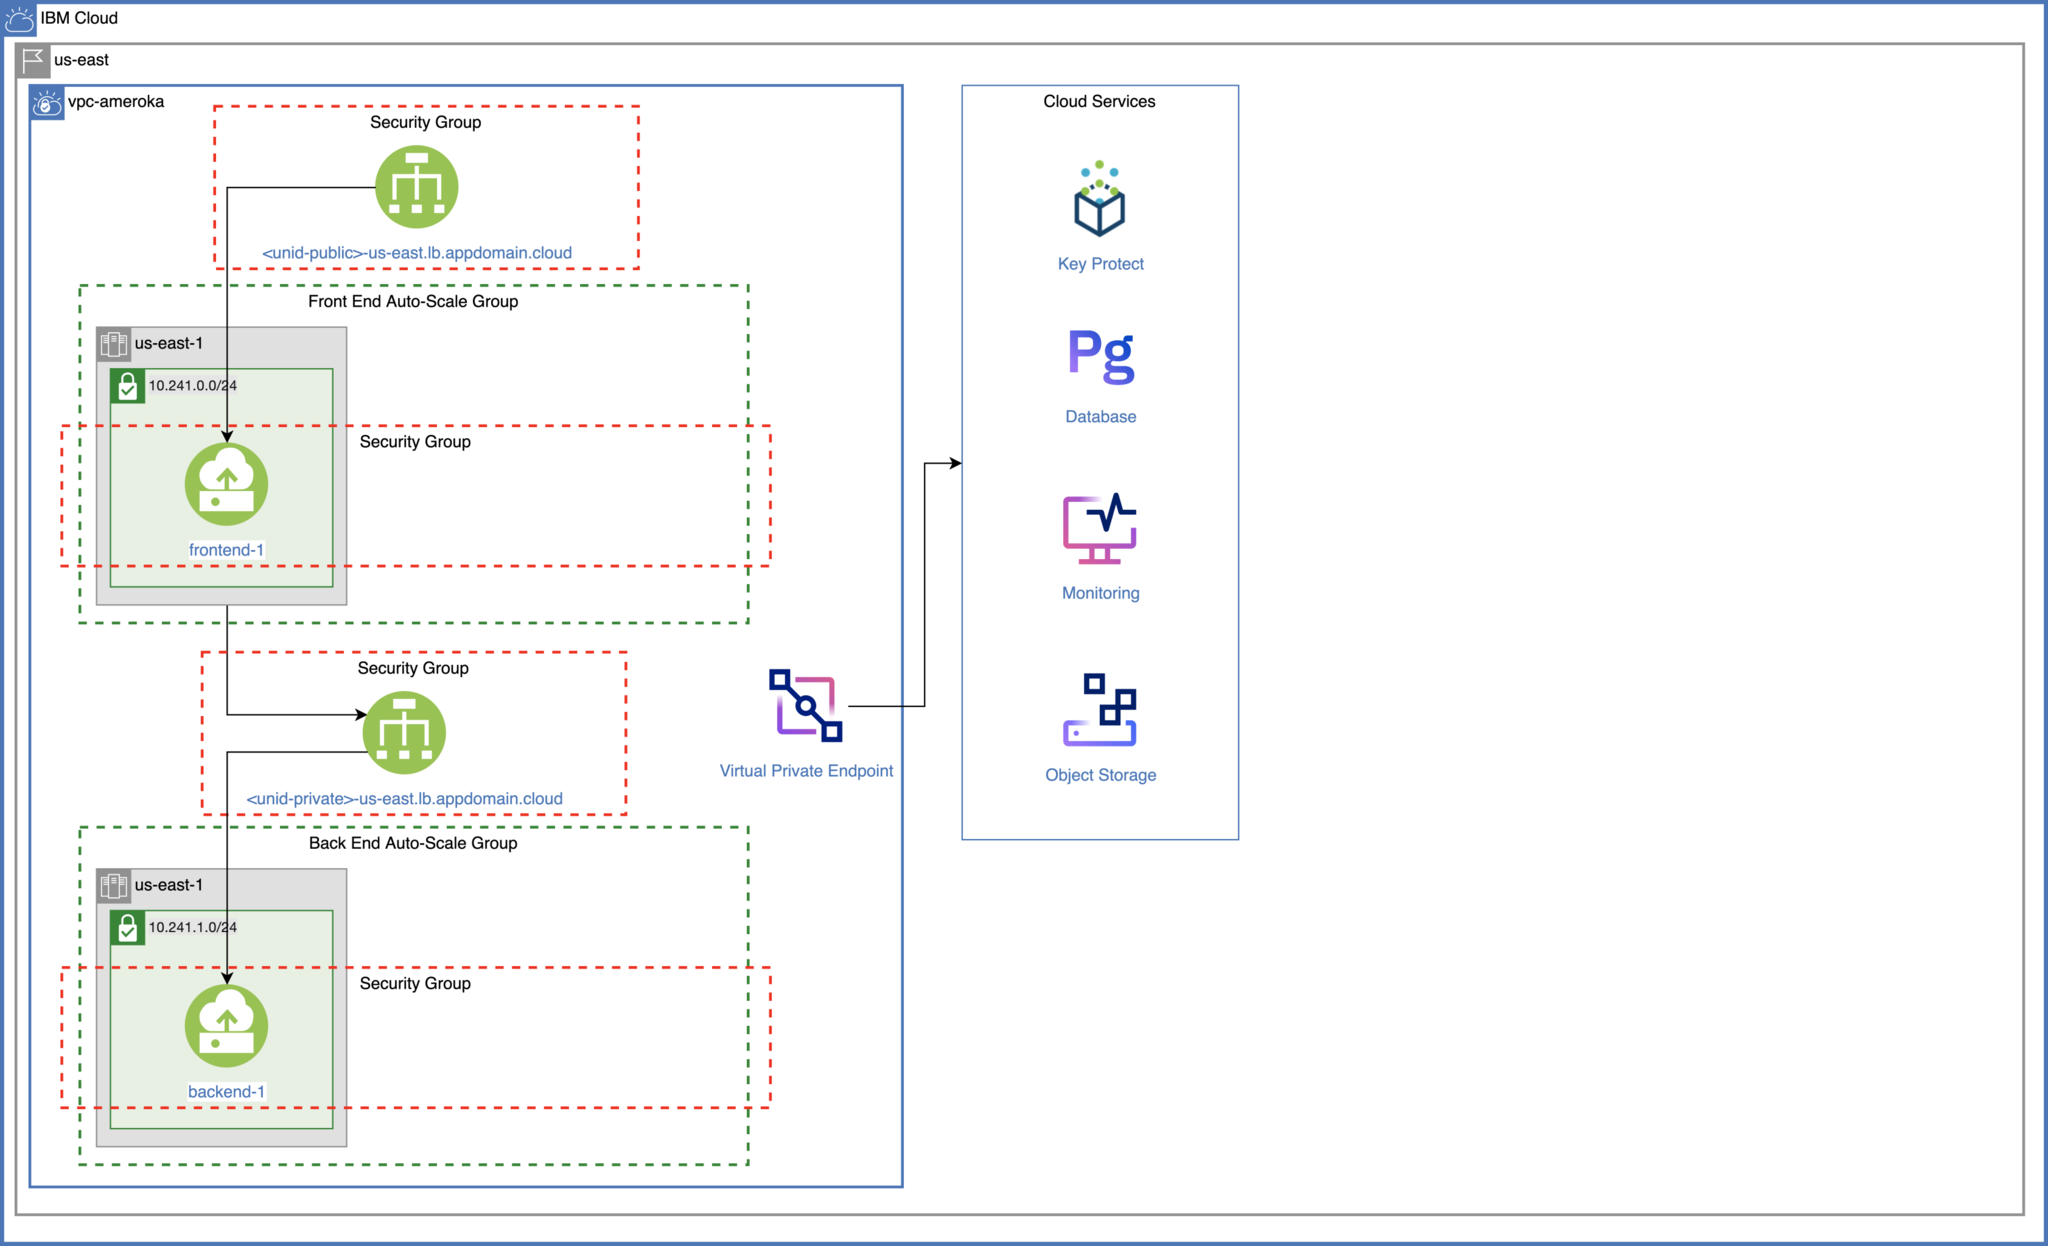 IBM Cloud
us-east
vpc-ameroka
Security Group
<unid-public>-us-east.lb.appdomain.cloud
Front End Auto-Scale Group
us-east-1
10.241.0.0/24
Security Group
frontend-1
Security Group
<unid-private>-us-east.lb.appdomain.cloud
Back End Auto-Scale Group
us-east-1
10.241.1.0/24
Security Group
backend-1
Virtual Private Endpoint
Cloud Services
Key Protect
Pg
Database
Monitoring
Object Storage